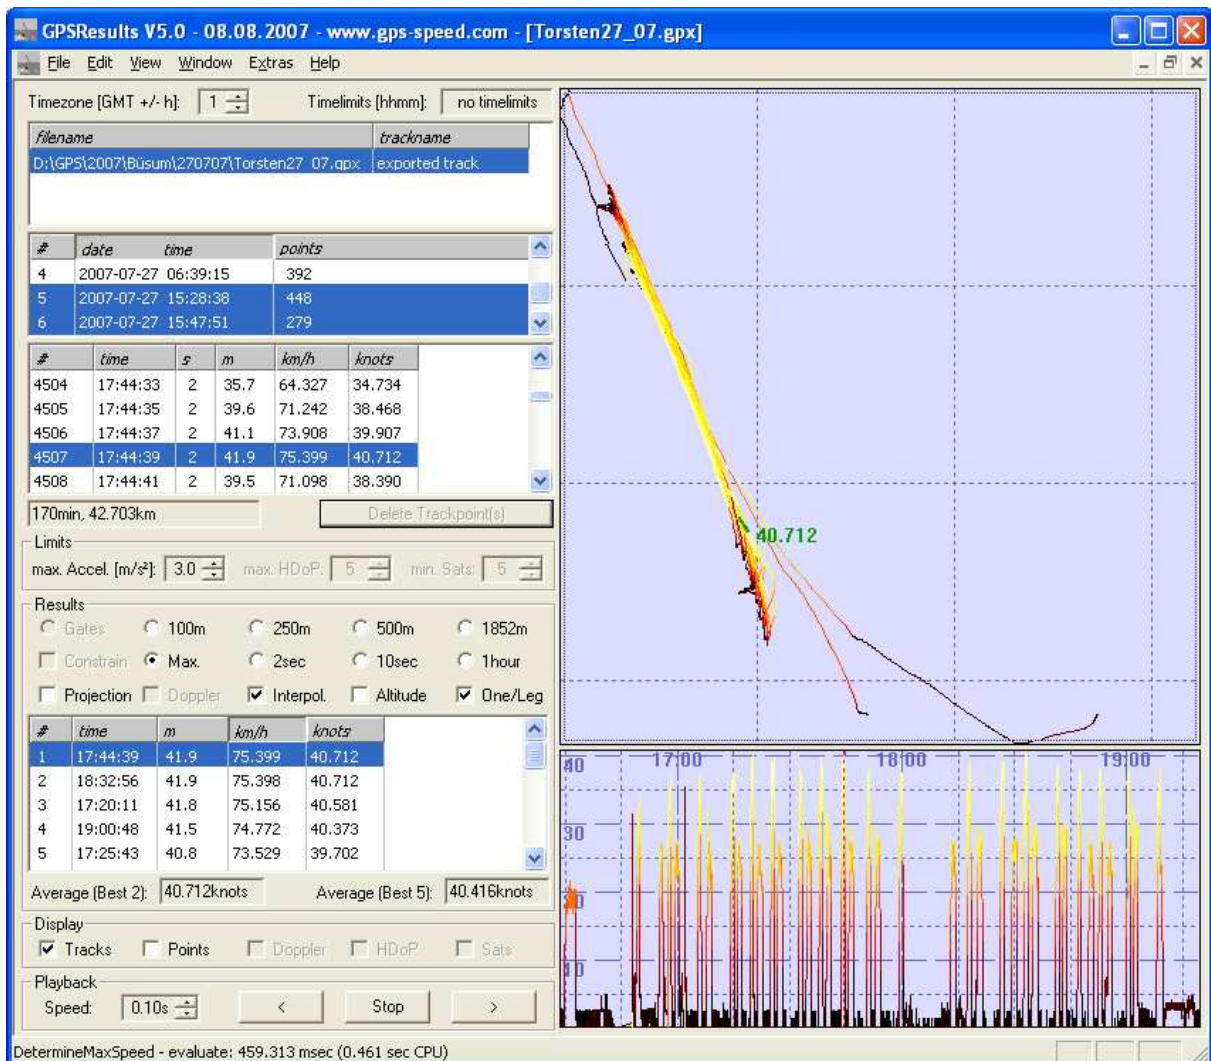 GPSResults V5.0 - 08.08.2007 - www.gps-speed.com - [Torsten27_07.gpx]
File Edit View Window Extras Help
Timezone [GMT +/- h]: 1 Timelimits [hhmm]: no timelimits
filename trackname
D:\GPS\2007\Büsum\270707\Torsten27_07.gpx exported track
# date time points
4 2007-07-27 06:39:15 392
5 2007-07-27 15:28:38 448
6 2007-07-27 15:47:51 279
# time s m km/h knots
4504 17:44:33 2 35.7 64.327 34.734
4505 17:44:35 2 39.6 71.242 38.468
4506 17:44:37 2 41.1 73.908 39.907
4507 17:44:39 2 41.9 75.399 40.712
4508 17:44:41 2 39.5 71.098 38.390
170min, 42.703km Delete Trackpoint(s)
Limits
max. Accel. [m/s²]: 3.0 max. HDoP: 5 min. Sats: 5
Results
Gates 100m 250m 500m 1852m
Constrain Max. 2sec 10sec 1hour
Projection Doppler Interpol. Altitude One/Leg
# time m km/h knots
1 17:44:39 41.9 75.399 40.712
2 18:32:56 41.9 75.398 40.712
3 17:20:11 41.8 75.156 40.581
4 19:00:48 41.5 74.772 40.373
5 17:25:43 40.8 73.529 39.702
Average (Best 2): 40.712knots Average (Best 5): 40.416knots
Display
Tracks Points Doppler HDoP Sats
Playback
Speed: 0.10s < Stop >
DetermineMaxSpeed - evaluate: 459.313 msec (0.461 sec CPU)
40.712
40 17:00 18:00 19:00
30
20
10